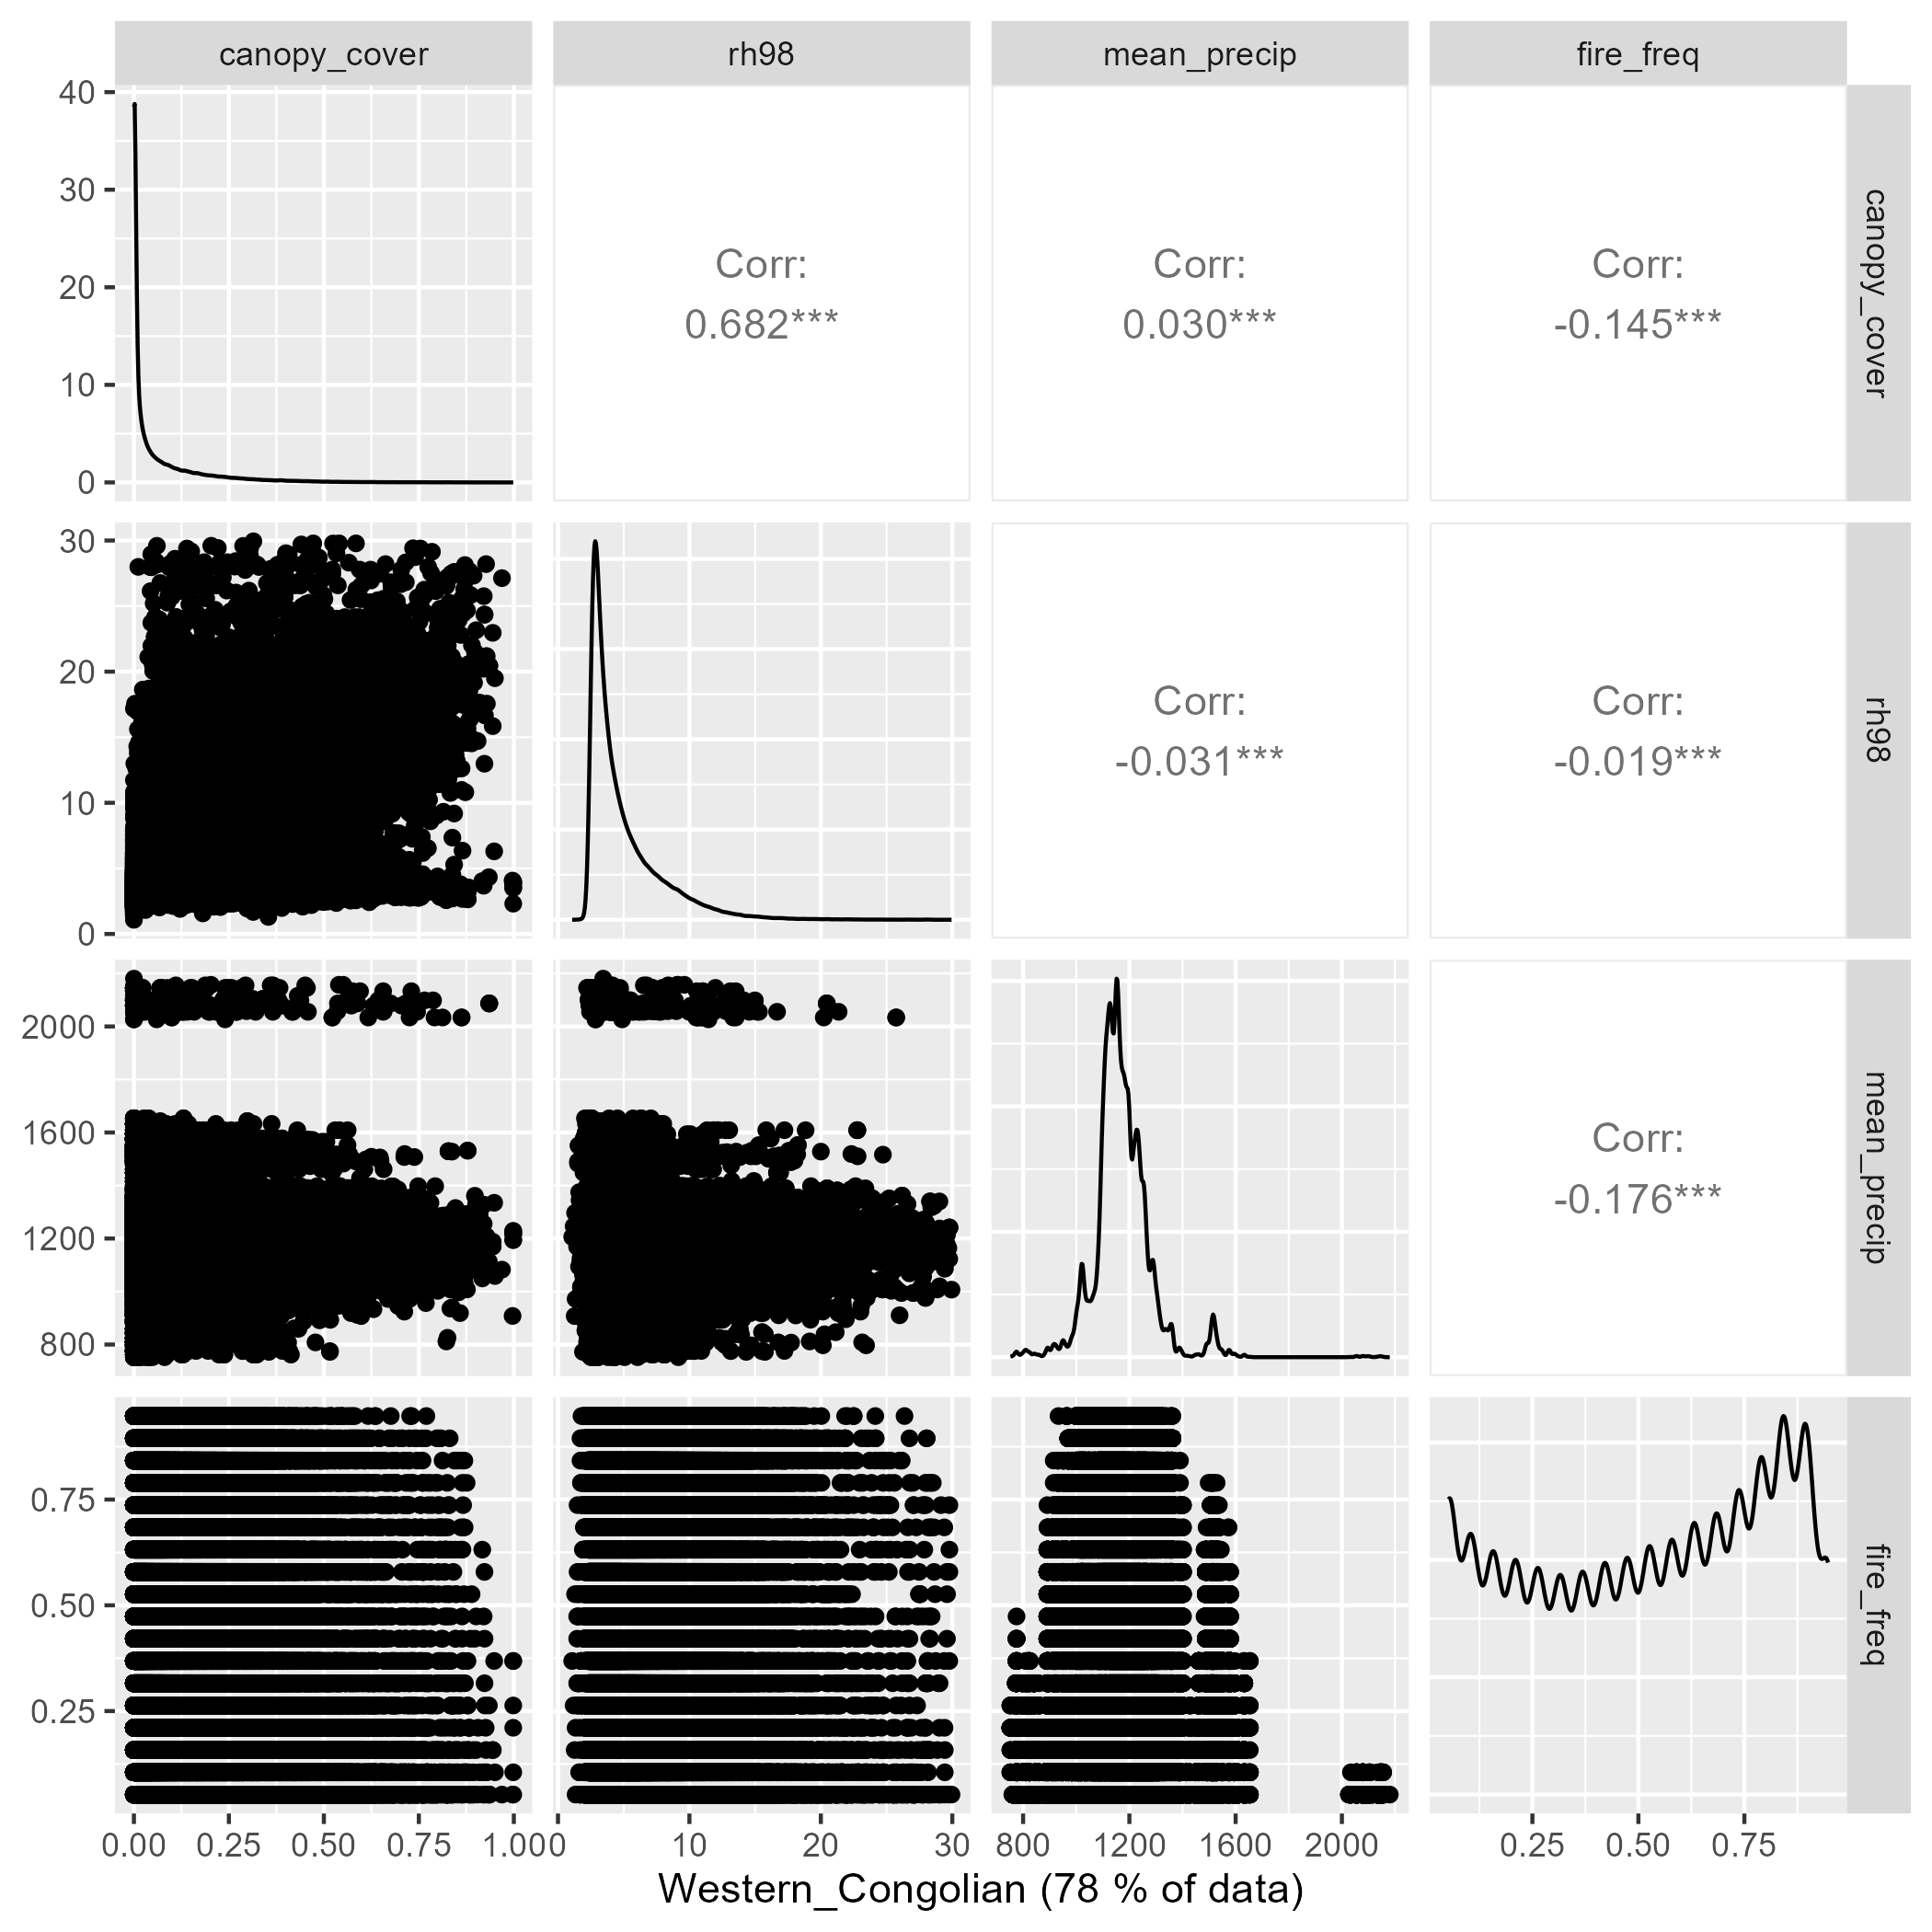 canopy_cover rh98 mean_precip fire_freq
40
30
20
10
0
Corr:
0.682***
Corr:
0.030***
Corr:
-0.145***
canopy_cover
30
20
10
0
Corr:
-0.031***
Corr:
-0.019***
rh98
2000
1600
1200
800
Corr:
-0.176***
mean_precip
0.75
0.50
0.25
fire_freq
0.00 0.25 0.50 0.75 1.00 0 10 20 30 800 1200 1600 2000 0.25 0.50 0.75
Western_Congolian (78 % of data)